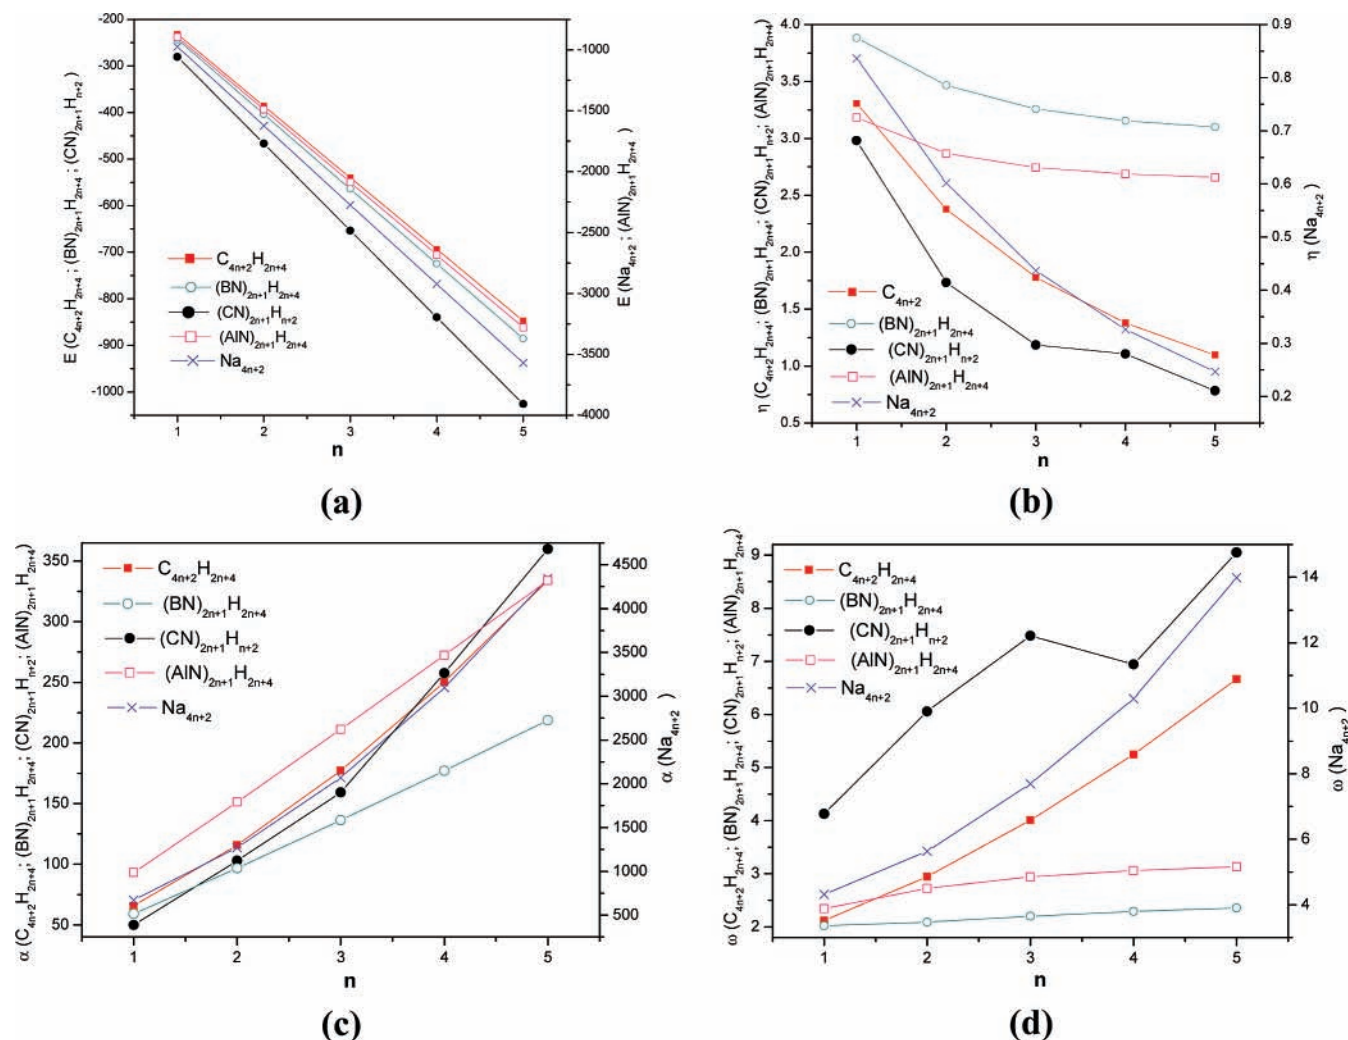 -200
-300
-400
-500
-600
-700
-800
-900
-1000
E (C4n+2H2n+4 ; (BN)2n+1H2n+4 ; (CN)2n+1Hn+2)
C4n+2H2n+4
(BN)2n+1H2n+4
(CN)2n+1Hn+2
(AlN)2n+1H2n+4
Na4n+2
-1000
-1500
-2000
-2500
-3000
-3500
-4000
E (Na4n+2 ; (AlN)2n+1H2n+4 )
1 2 3 4 5
n
(a)
4.0
3.5
3.0
2.5
2.0
1.5
1.0
0.5
η (C4n+2H2n+4; (BN)2n+1H2n+4; (CN)2n+1Hn+2; (AlN)2n+1H2n+4)
C4n+2
(BN)2n+1H2n+4
(CN)2n+1Hn+2
(AlN)2n+1H2n+4
Na4n+2
0.9
0.8
0.7
0.6
0.5
0.4
0.3
0.2
η (Na4n+2)
1 2 3 4 5
n
(b)
350
300
250
200
150
100
50
α (C4n+2H2n+4; (BN)2n+1H2n+4; (CN)2n+1Hn+2; (AlN)2n+1H2n+4)
C4n+2H2n+4
(BN)2n+1H2n+4
(CN)2n+1Hn+2
(AlN)2n+1H2n+4
Na4n+2
4500
4000
3500
3000
2500
2000
1500
1000
500
α (Na4n+2)
1 2 3 4 5
n
(c)
9
8
7
6
5
4
3
2
ω (C4n+2H2n+4; (BN)2n+1H2n+4; (CN)2n+1Hn+2; (AlN)2n+1H2n+4)
C4n+2H2n+4
(BN)2n+1H2n+4
(CN)2n+1Hn+2
(AlN)2n+1H2n+4
Na4n+2
14
12
10
8
6
4
ω (Na4n+2)
1 2 3 4 5
n
(d)